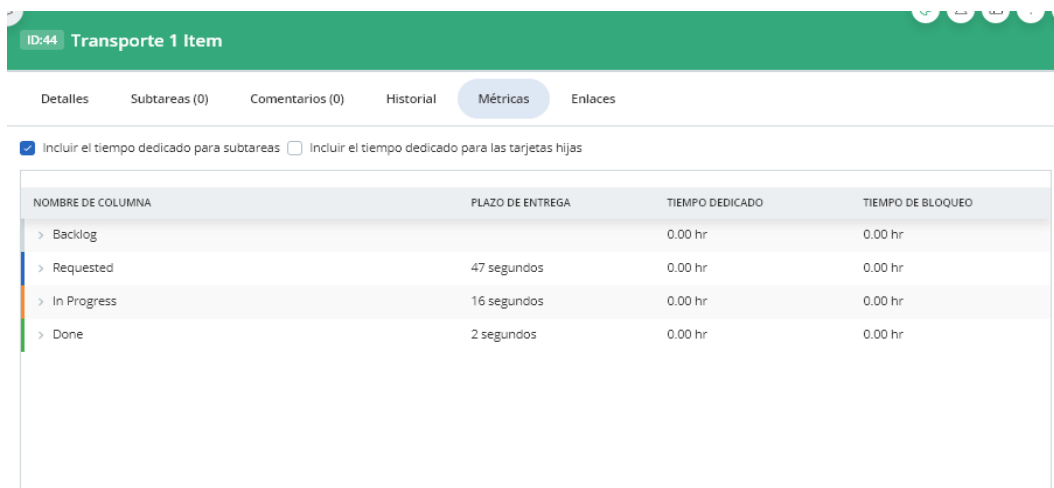 ID:44 Transporte 1 Item
Detalles Subtareas (0) Comentarios (0) Historial Métricas Enlaces
Incluir el tiempo dedicado para subtareas Incluir el tiempo dedicado para las tarjetas hijas
NOMBRE DE COLUMNA PLAZO DE ENTREGA TIEMPO DEDICADO TIEMPO DE BLOQUEO
Backlog 0.00 hr 0.00 hr
Requested 47 segundos 0.00 hr 0.00 hr
In Progress 16 segundos 0.00 hr 0.00 hr
Done 2 segundos 0.00 hr 0.00 hr